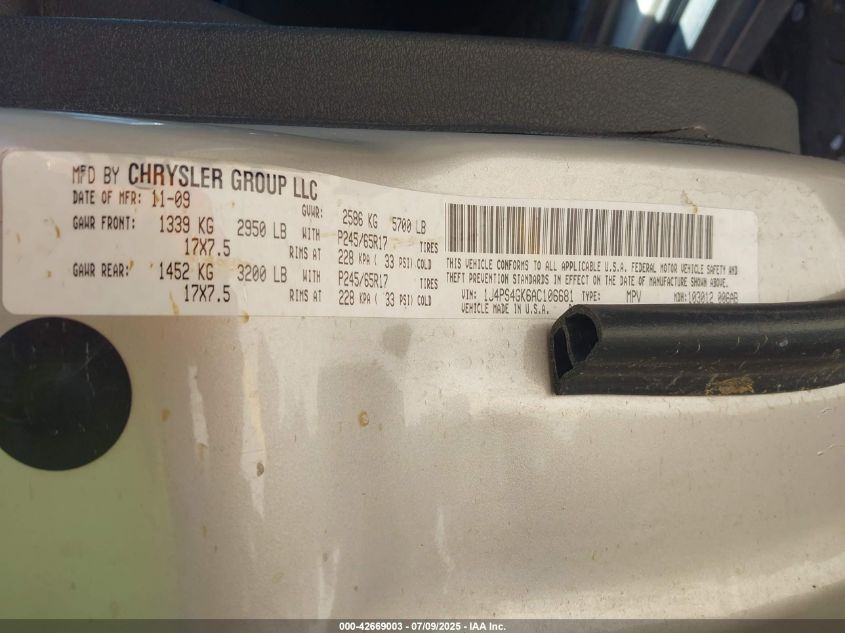 MFD BY CHRYSLER GROUP LLC
DATE OF MFR: 11-09 GVWR: 2586 KG 5700 LB
GAWR FRONT: 1339 KG 2950 LB WITH P245/65R17 TIRES
17X7.5 RIMS AT 228 KPA ( 33 PSI) COLD
GAWR REAR: 1452 KG 3200 LB WITH P245/65R17 TIRES
17X7.5 RIMS AT 228 KPA ( 33 PSI) COLD
THIS VEHICLE CONFORMS TO ALL APPLICABLE U.S.A. FEDERAL MOTOR VEHICLE SAFETY AND
THEFT PREVENTION STANDARDS IN EFFECT ON THE DATE OF MANUFACTURE SHOWN ABOVE.
VIN: 1J4PS4GK6AC106681 TYPE: MPV MDH:103012 006AB
VEHICLE MADE IN U.S.A.
000-42669003 / 07/09/2025 - IAA Inc.